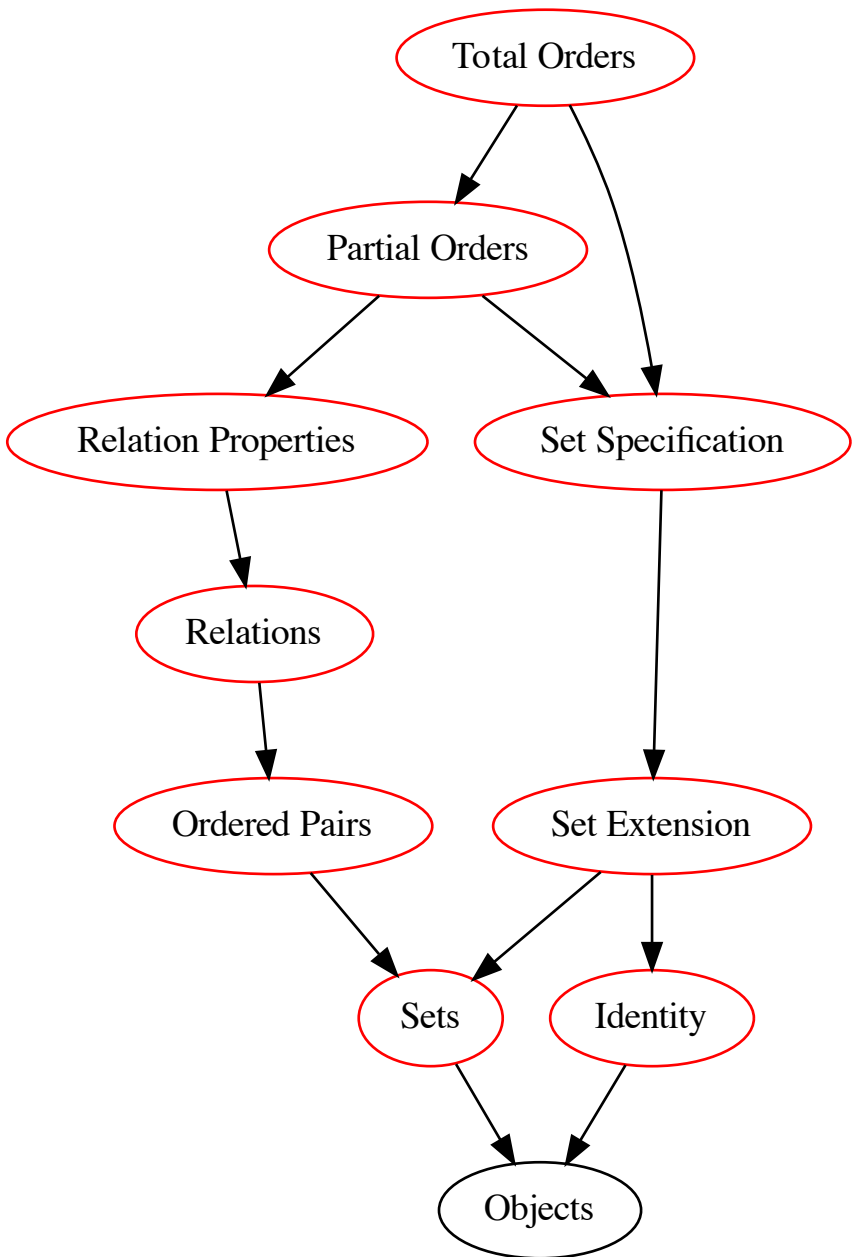 Total Orders
Partial Orders
Relation Properties
Set Specification
Relations
Ordered Pairs
Set Extension
Sets
Identity
Objects